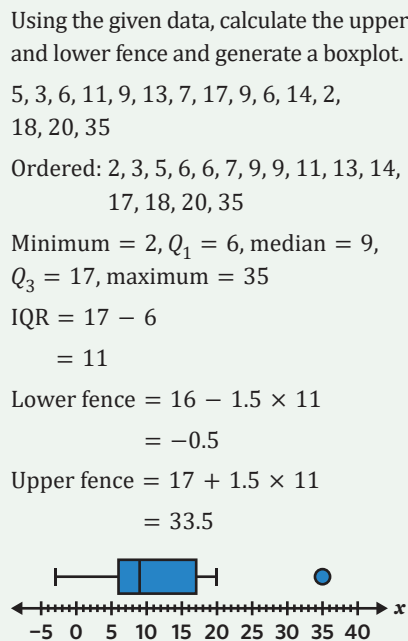 Using the given data, calculate the upper
and lower fence and generate a boxplot.
5, 3, 6, 11, 9, 13, 7, 17, 9, 6, 14, 2,
18, 20, 35
Ordered: 2, 3, 5, 6, 6, 7, 9, 9, 11, 13, 14,
17, 18, 20, 35
Minimum = 2, Q₁ = 6, median = 9,
Q₃ = 17, maximum = 35
IQR = 17 − 6
= 11
Lower fence = 16 − 1.5 × 11
= −0.5
Upper fence = 17 + 1.5 × 11
= 33.5
x
−5 0 5 10 15 20 25 30 35 40